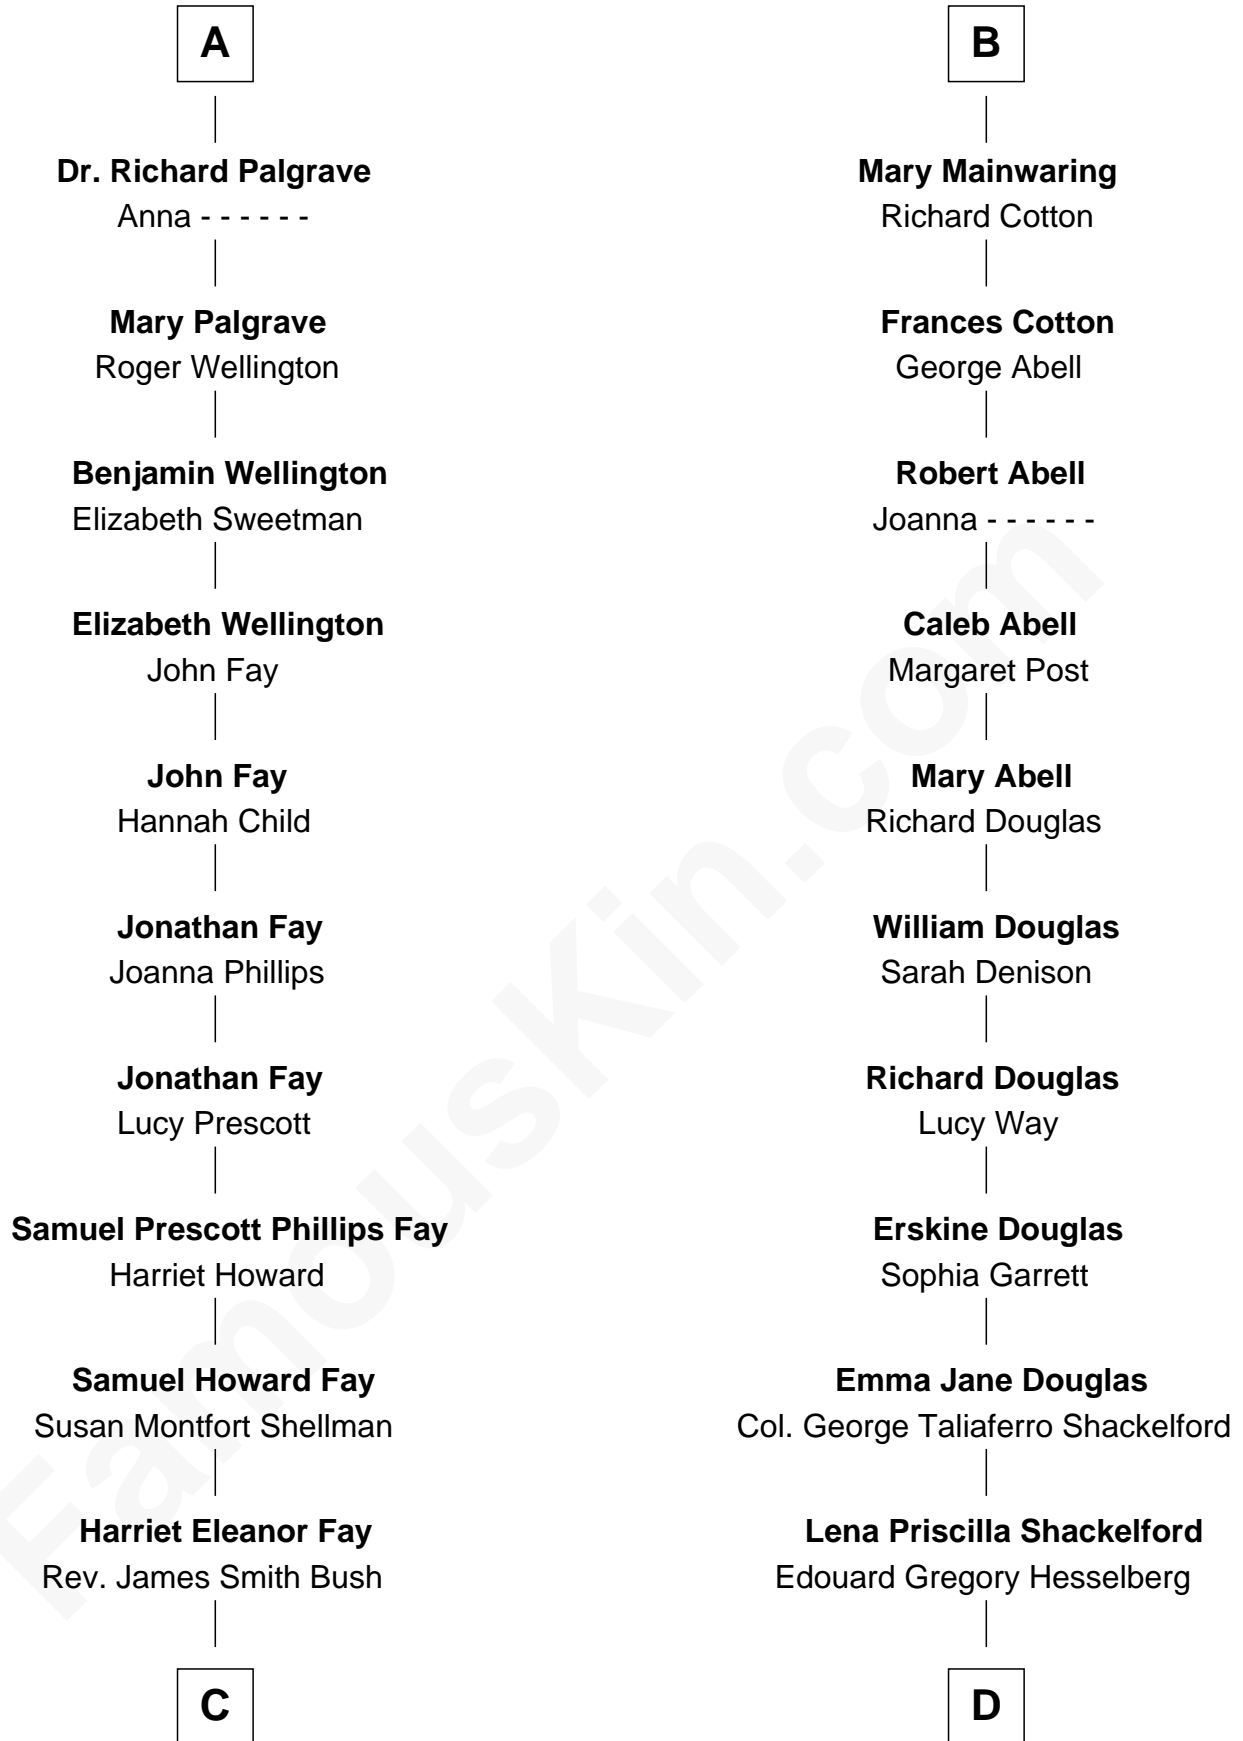 A
Dr. Richard Palgrave
Anna - - - - - -
Mary Palgrave
Roger Wellington
Benjamin Wellington
Elizabeth Sweetman
Elizabeth Wellington
John Fay
John Fay
Hannah Child
Jonathan Fay
Joanna Phillips
Jonathan Fay
Lucy Prescott
Samuel Prescott Phillips Fay
Harriet Howard
Samuel Howard Fay
Susan Montfort Shellman
Harriet Eleanor Fay
Rev. James Smith Bush
C
B
Mary Mainwaring
Richard Cotton
Frances Cotton
George Abell
Robert Abell
Joanna - - - - - -
Caleb Abell
Margaret Post
Mary Abell
Richard Douglas
William Douglas
Sarah Denison
Richard Douglas
Lucy Way
Erskine Douglas
Sophia Garrett
Emma Jane Douglas
Col. George Taliaferro Shackelford
Lena Priscilla Shackelford
Edouard Gregory Hesselberg
D
FamousKin.com